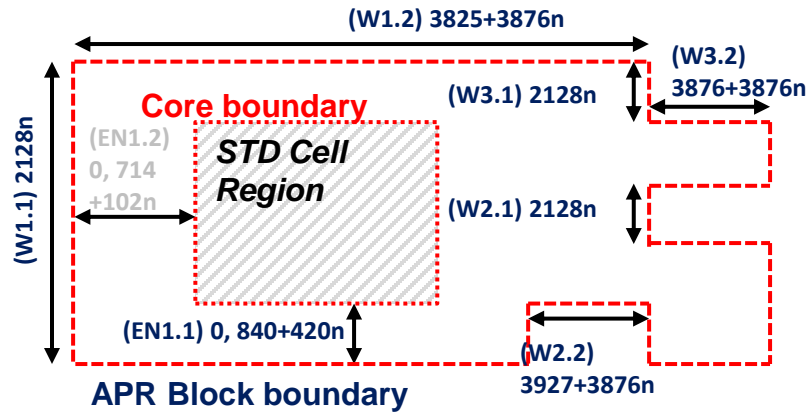 (W1.2) 3825+3876n
(W3.2)
3876+3876n
(W3.1) 2128n
Core boundary
(EN1.2)
0, 714
+102n
STD Cell
Region
(W1.1) 2128n
(W2.1) 2128n
(EN1.1) 0, 840+420n
(W2.2)
3927+3876n
APR Block boundary